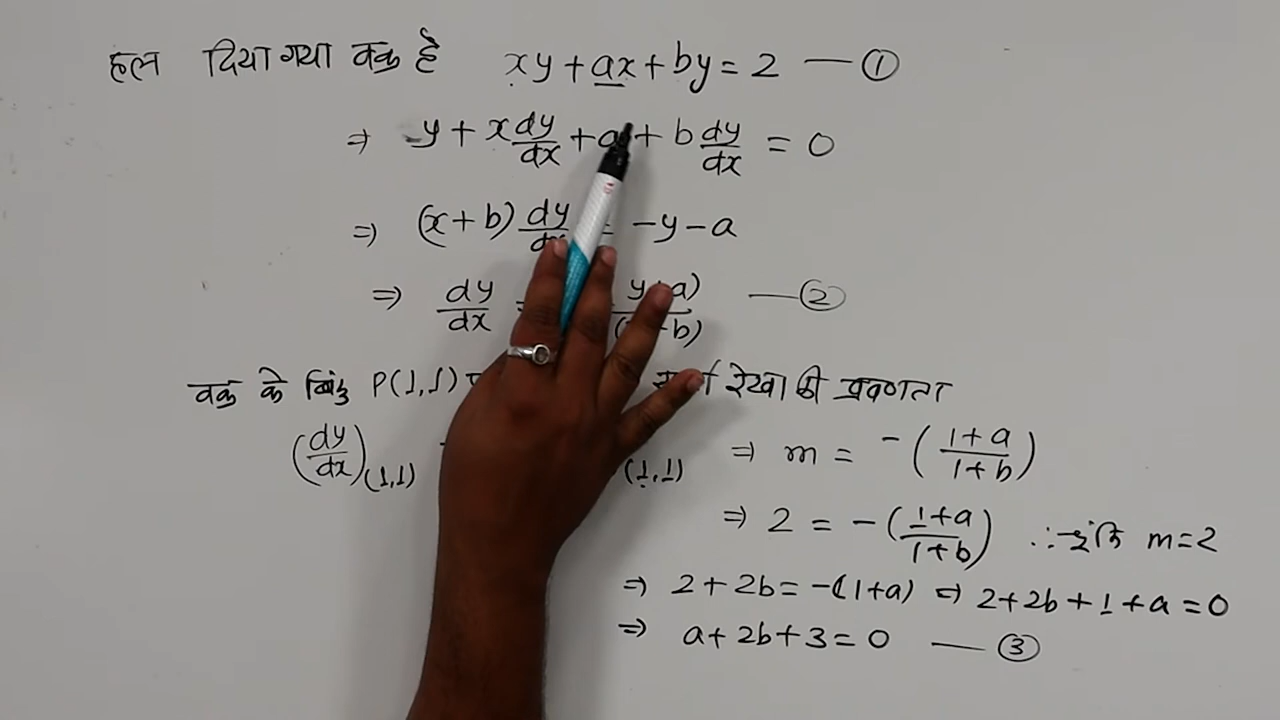 हल दिया गया वक्र है xy + ax + by = 2 — ①
⇒ y + x dy/dx + a + b dy/dx = 0
⇒ (x + b) dy/dx = -y - a
⇒ dy/dx = y+a) / b) — ②
वक्र के बिंदु P(1,1) रेखा की प्रवणता
(dy/dx)(1,1) (1,1) ⇒ m = -(1+a / 1+b)
⇒ 2 = -(1+a / 1+b) ∴ चूंकि m=2
⇒ 2 + 2b = -(1+a) ⇒ 2+2b+1+a=0
⇒ a + 2b + 3 = 0 — ③